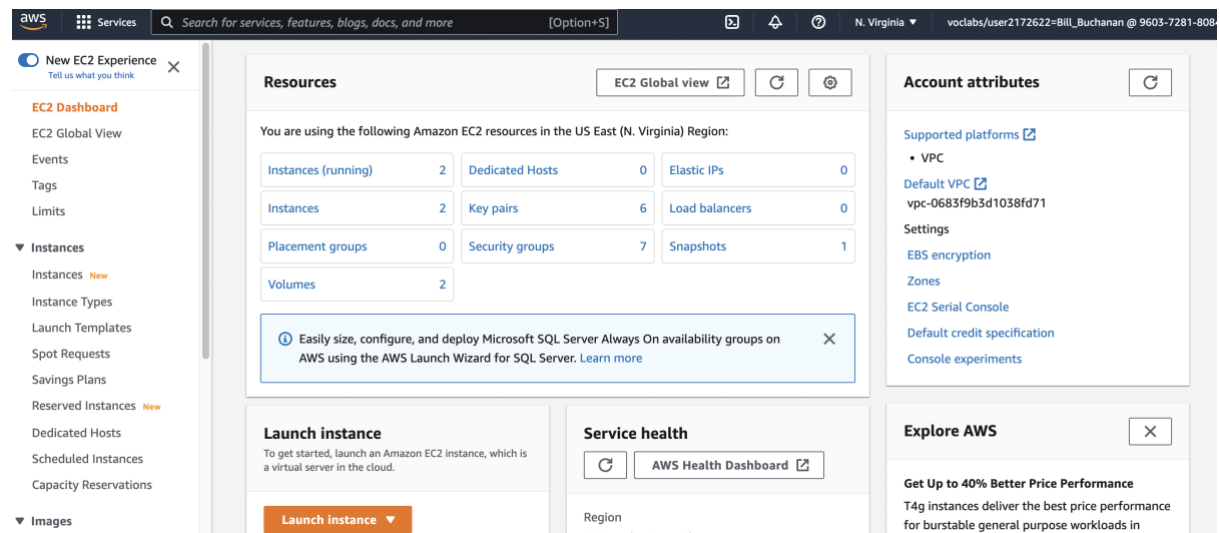 aws
Services
Search for services, features, blogs, docs, and more
[Option+S]
N. Virginia ▼
voclabs/user2172622=Bill_Buchanan @ 9603-7281-808
New EC2 Experience
Tell us what you think
EC2 Dashboard
EC2 Global View
Events
Tags
Limits
▼ Instances
Instances New
Instance Types
Launch Templates
Spot Requests
Savings Plans
Reserved Instances New
Dedicated Hosts
Scheduled Instances
Capacity Reservations
▼ Images
Resources
EC2 Global view
You are using the following Amazon EC2 resources in the US East (N. Virginia) Region:
Instances (running) 2
Dedicated Hosts 0
Elastic IPs 0
Instances 2
Key pairs 6
Load balancers 0
Placement groups 0
Security groups 7
Snapshots 1
Volumes 2
Easily size, configure, and deploy Microsoft SQL Server Always On availability groups on
AWS using the AWS Launch Wizard for SQL Server. Learn more
Launch instance
To get started, launch an Amazon EC2 instance, which is
a virtual server in the cloud.
Launch instance ▼
Service health
AWS Health Dashboard
Region
Account attributes
Supported platforms
• VPC
Default VPC
vpc-0683f9b3d1038fd71
Settings
EBS encryption
Zones
EC2 Serial Console
Default credit specification
Console experiments
Explore AWS
Get Up to 40% Better Price Performance
T4g instances deliver the best price performance
for burstable general purpose workloads in